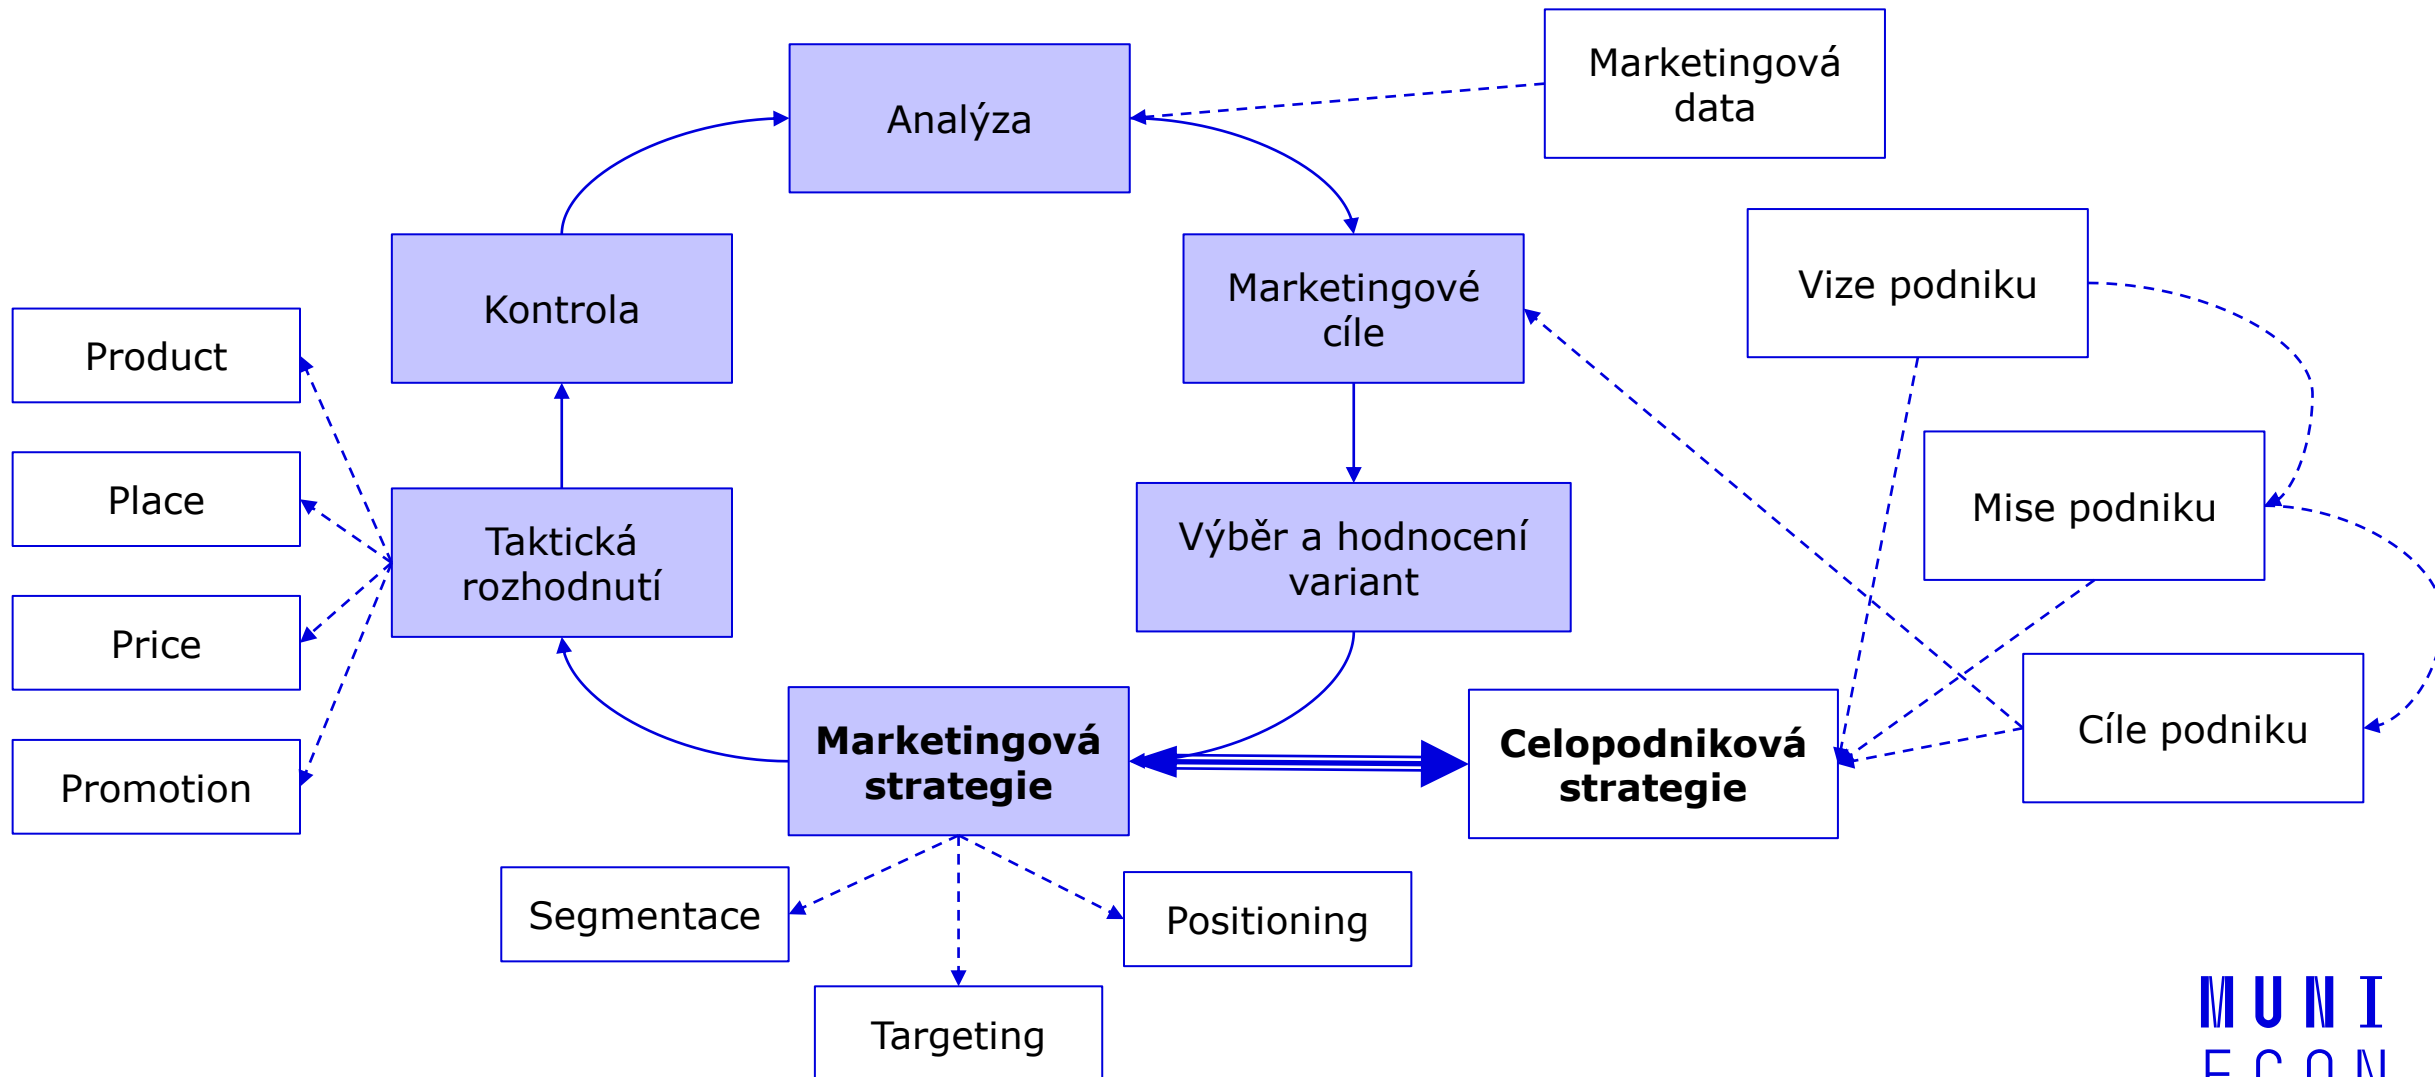 Marketingová
data
Analýza
Vize podniku
Marketingové
cíle
Kontrola
Product
Place
Mise podniku
Výběr a hodnocení
variant
Taktická
rozhodnutí
Price
Cíle podniku
Marketingová
strategie
Celopodniková
strategie
Promotion
Segmentace
Positioning
Targeting
MUNI
ECON